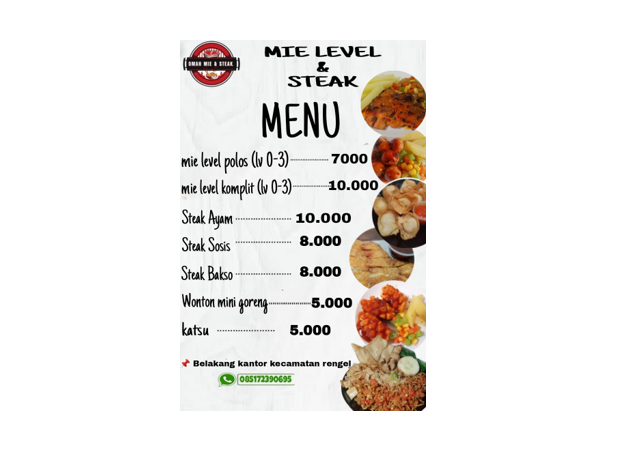 OMAH MIE & STEAK
MIE LEVEL
&
STEAK
MENU
mie level polos (lv 0-3) 7000
mie level komplit (lv 0-3) 10.000
Steak Ayam 10.000
Steak Sosis 8.000
Steak Bakso 8.000
Wonton mini goreng 5.000
katsu 5.000
Belakang kantor kecamatan rengel
085172390695